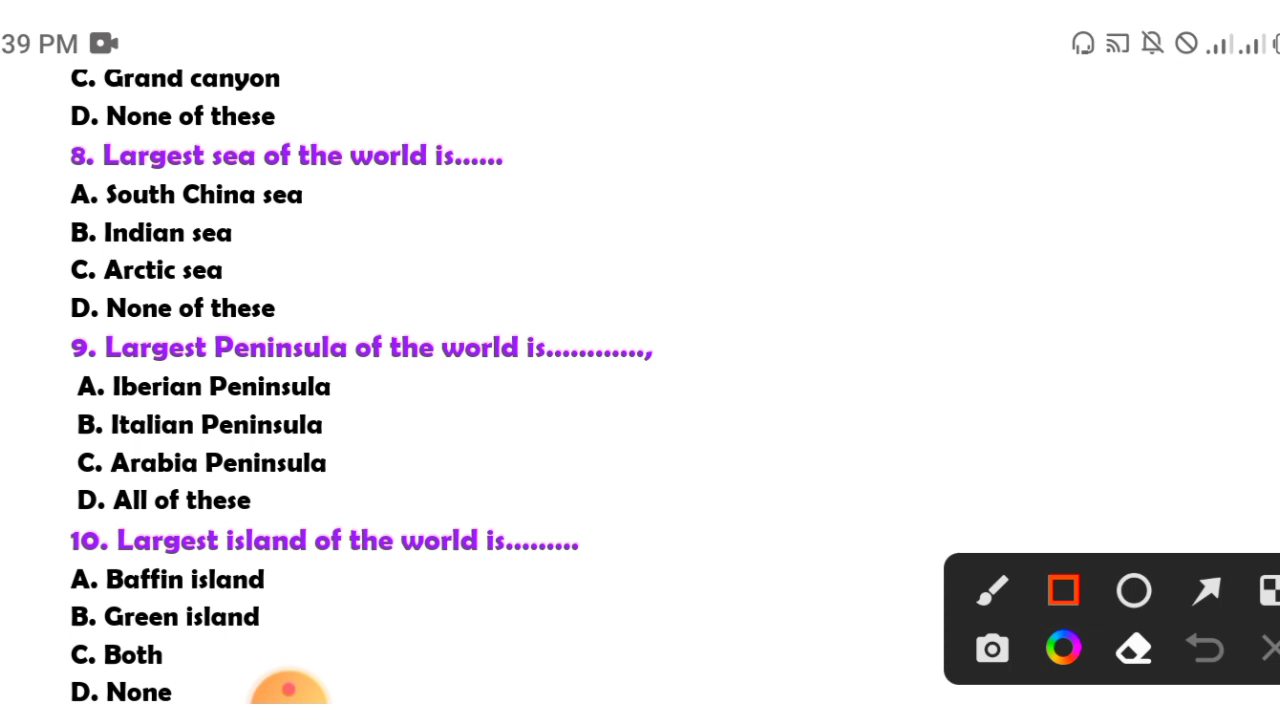 39 PM
C. Grand canyon
D. None of these
8. Largest sea of the world is......
A. South China sea
B. Indian sea
C. Arctic sea
D. None of these
9. Largest Peninsula of the world is............,
A. Iberian Peninsula
B. Italian Peninsula
C. Arabia Peninsula
D. All of these
10. Largest island of the world is.........
A. Baffin island
B. Green island
C. Both
D. None